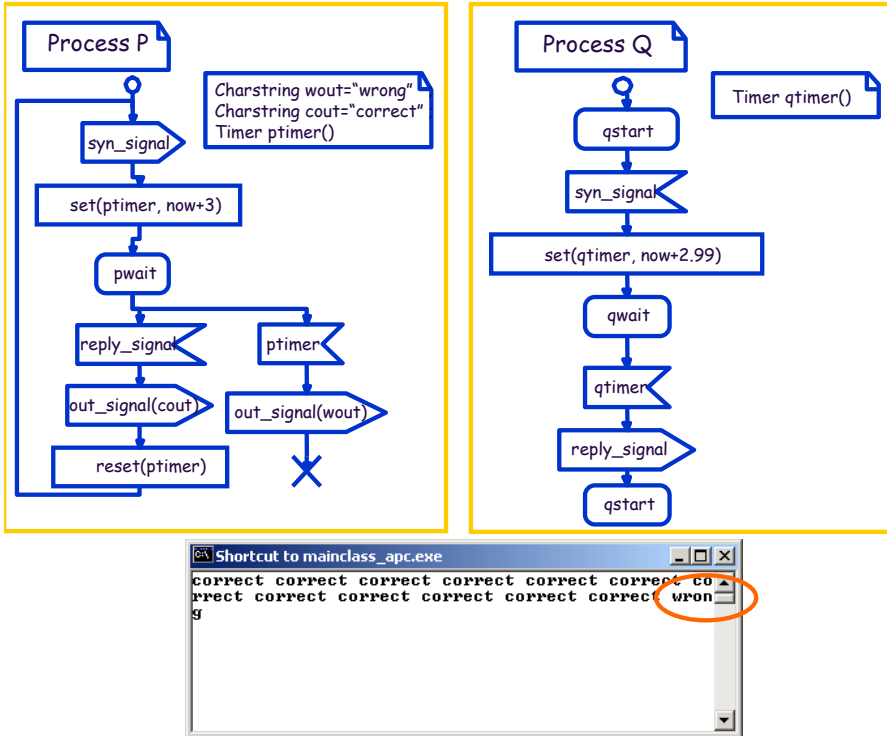 Process P
Charstring wout=“wrong”
Charstring cout=“correct”
Timer ptimer()
syn_signal
set(ptimer, now+3)
pwait
reply_signal
ptimer
out_signal(cout)
out_signal(wout)
reset(ptimer)
Process Q
Timer qtimer()
qstart
syn_signal
set(qtimer, now+2.99)
qwait
qtimer
reply_signal
qstart
Shortcut to mainclass_apc.exe
correct correct correct correct correct correct co
rrect correct correct correct correct correct wron
g